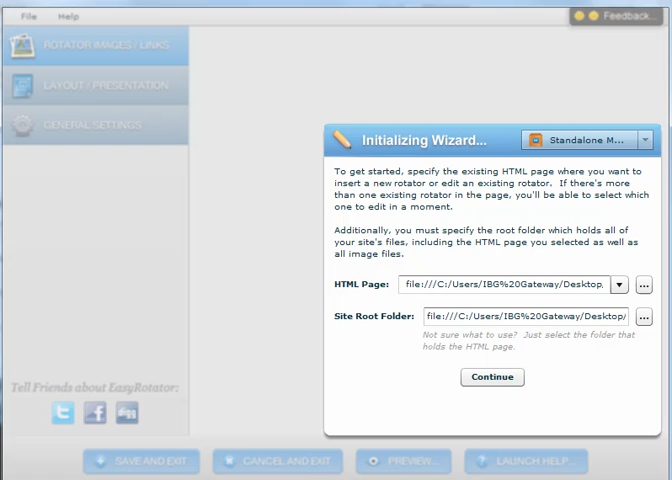 File Help
Feedback...
ROTATOR IMAGES / LINKS
LAYOUT / PRESENTATION
GENERAL SETTINGS
Initializing Wizard...
Standalone M...
To get started, specify the existing HTML page where you want to
insert a new rotator or edit an existing rotator. If there's more
than one existing rotator in the page, you'll be able to select which
one to edit in a moment.
Additionally, you must specify the root folder which holds all of
your site's files, including the HTML page you selected as well as
all image files.
HTML Page: file:///C:/Users/IBG%20Gateway/Desktop, ...
Site Root Folder: file:///C:/Users/IBG%20Gateway/Desktop/ ...
Not sure what to use? Just select the folder that
holds the HTML page.
Continue
Tell Friends about EasyRotator:
t f digg
SAVE AND EXIT CANCEL AND EXIT PREVIEW... ? LAUNCH HELP...